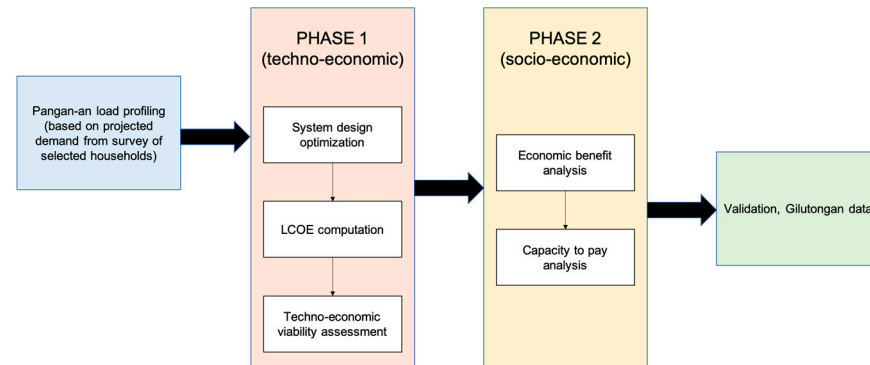 Pangan-an load profiling
(based on projected
demand from survey of
selected households)
PHASE 1
(techno-economic)
System design
optimization
LCOE computation
Techno-economic
viability assessment
PHASE 2
(socio-economic)
Economic benefit
analysis
Capacity to pay
analysis
Validation, Gilutongan data